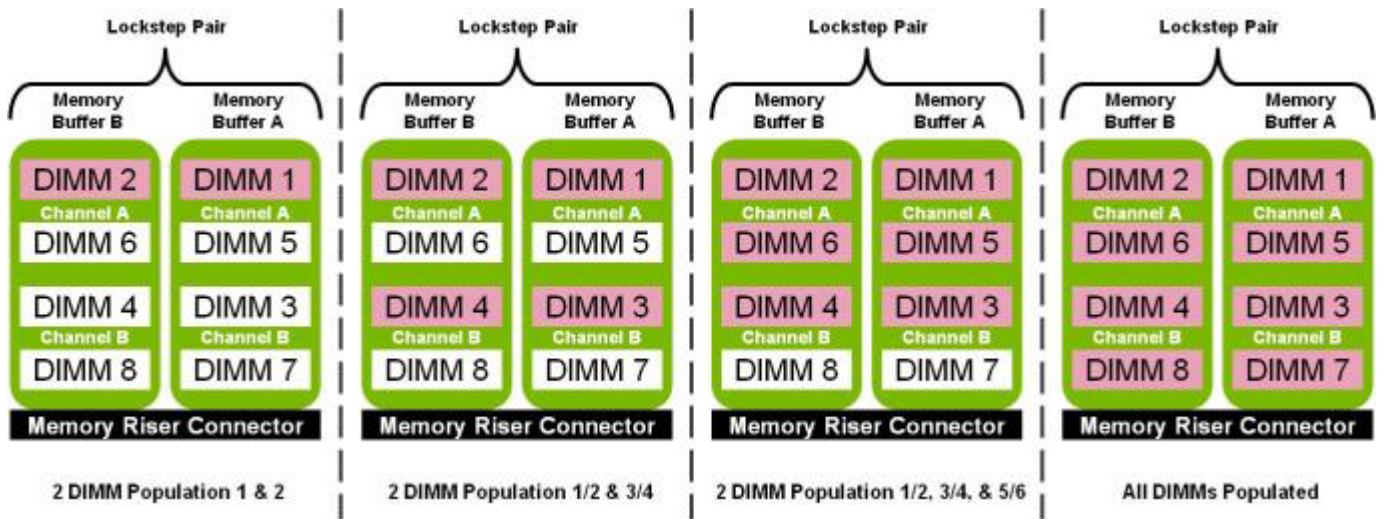 Lockstep Pair
Memory Buffer B
Memory Buffer A
DIMM 2
DIMM 1
Channel A
Channel A
DIMM 6
DIMM 5
DIMM 4
DIMM 3
Channel B
Channel B
DIMM 8
DIMM 7
Memory Riser Connector
2 DIMM Population 1 & 2
Lockstep Pair
Memory Buffer B
Memory Buffer A
DIMM 2
DIMM 1
Channel A
Channel A
DIMM 6
DIMM 5
DIMM 4
DIMM 3
Channel B
Channel B
DIMM 8
DIMM 7
Memory Riser Connector
2 DIMM Population 1/2 & 3/4
Lockstep Pair
Memory Buffer B
Memory Buffer A
DIMM 2
DIMM 1
Channel A
Channel A
DIMM 6
DIMM 5
DIMM 4
DIMM 3
Channel B
Channel B
DIMM 8
DIMM 7
Memory Riser Connector
2 DIMM Population 1/2, 3/4, & 5/6
Lockstep Pair
Memory Buffer B
Memory Buffer A
DIMM 2
DIMM 1
Channel A
Channel A
DIMM 6
DIMM 5
DIMM 4
DIMM 3
Channel B
Channel B
DIMM 8
DIMM 7
Memory Riser Connector
All DIMMs Populated